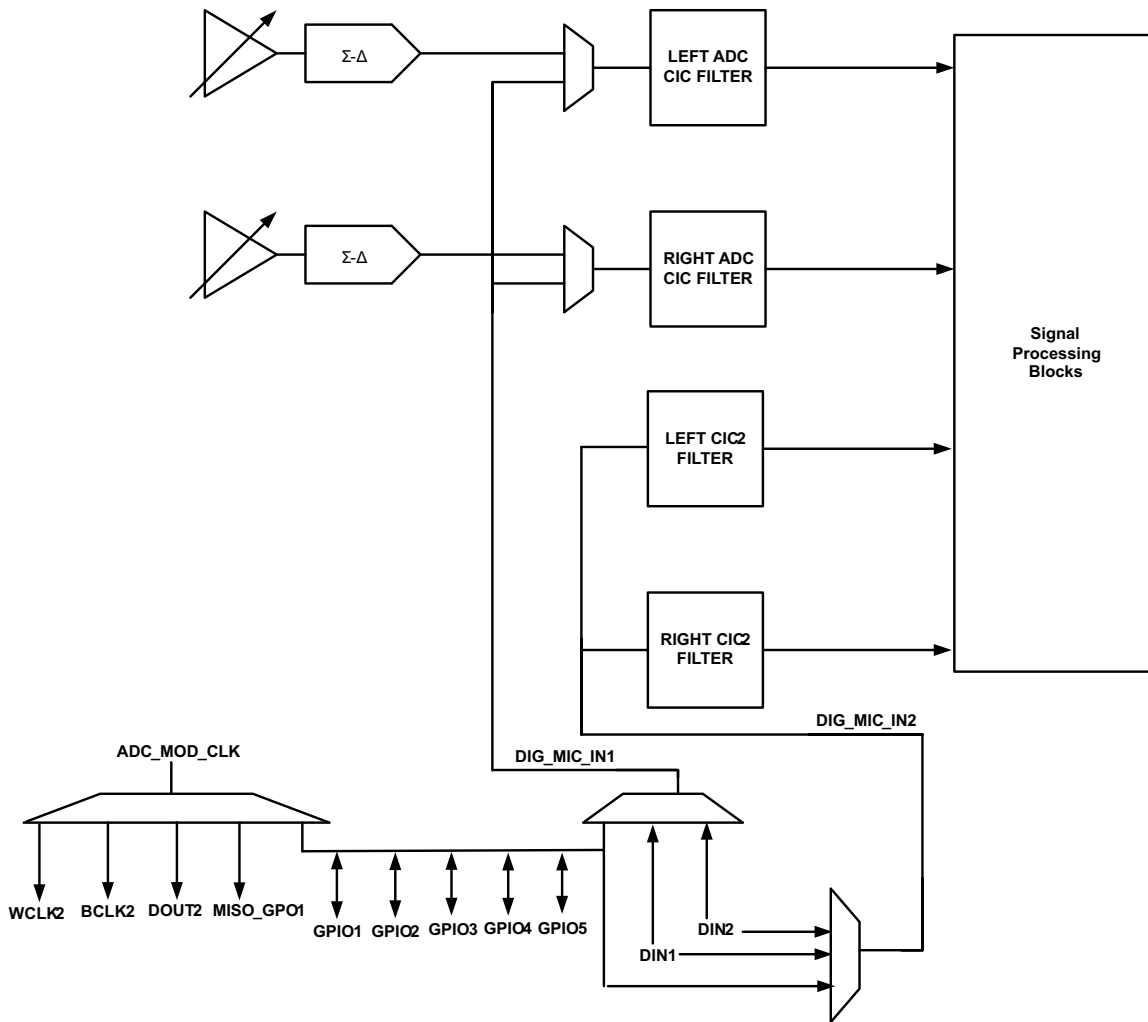 Σ-Δ
LEFT ADC
CIC FILTER
Σ-Δ
RIGHT ADC
CIC FILTER
Signal
Processing
Blocks
LEFT CIC2
FILTER
RIGHT CIC2
FILTER
DIG_MIC_IN2
ADC_MOD_CLK
DIG_MIC_IN1
WCLK2
BCLK2
DOUT2
MISO_GPO1
GPIO1
GPIO2
GPIO3
GPIO4
GPIO5
DIN2
DIN1